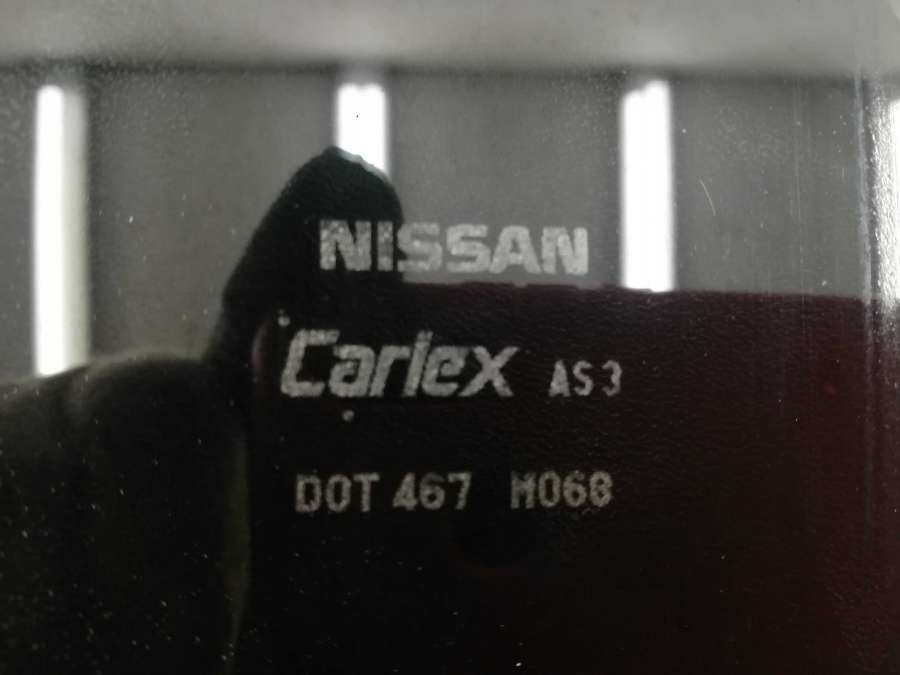 NISSAN
Carlex AS3
DOT 467 M068